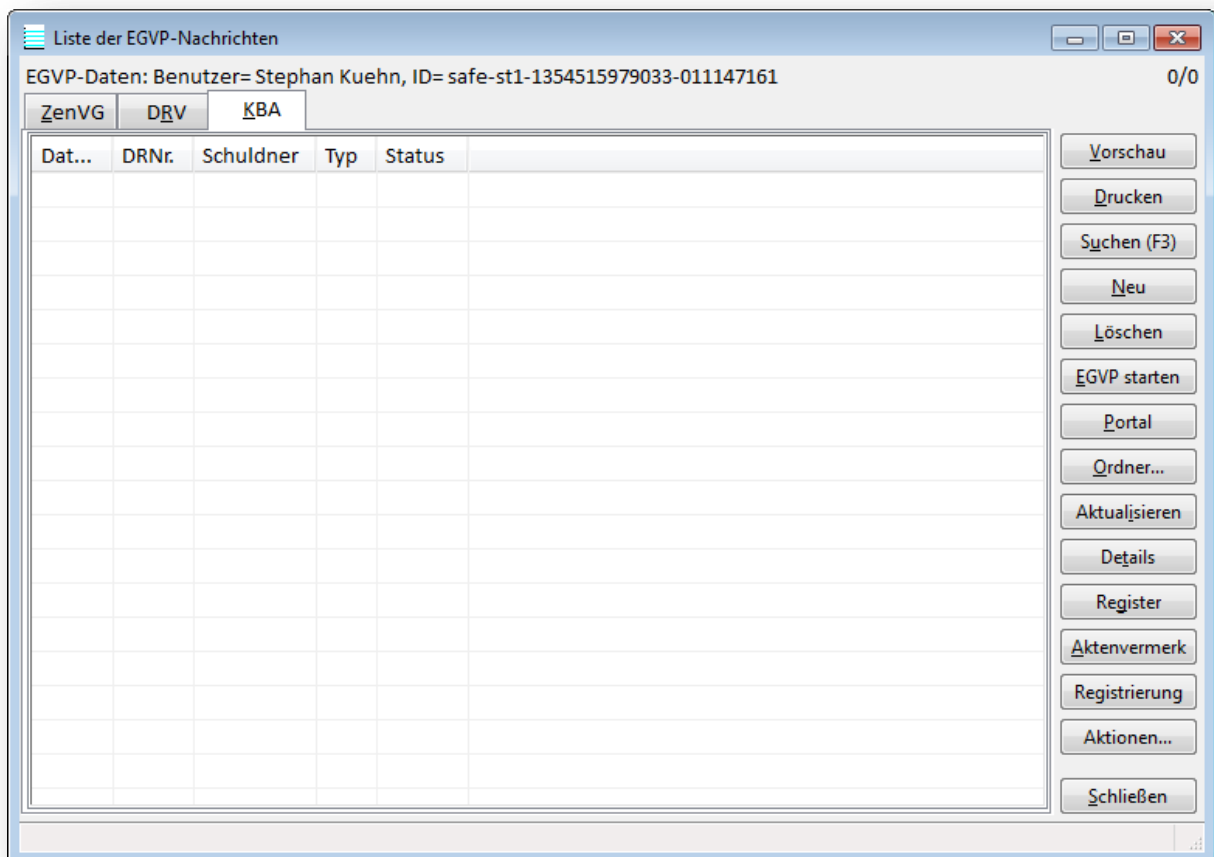 Liste der EGVP-Nachrichten
EGVP-Daten: Benutzer= Stephan Kuehn, ID= safe-st1-1354515979033-011147161 0/0
ZenVG DRV KBA
Dat... DRNr. Schuldner Typ Status
Vorschau
Drucken
Suchen (F3)
Neu
Löschen
EGVP starten
Portal
Ordner...
Aktualisieren
Details
Register
Aktenvermerk
Registrierung
Aktionen...
Schließen